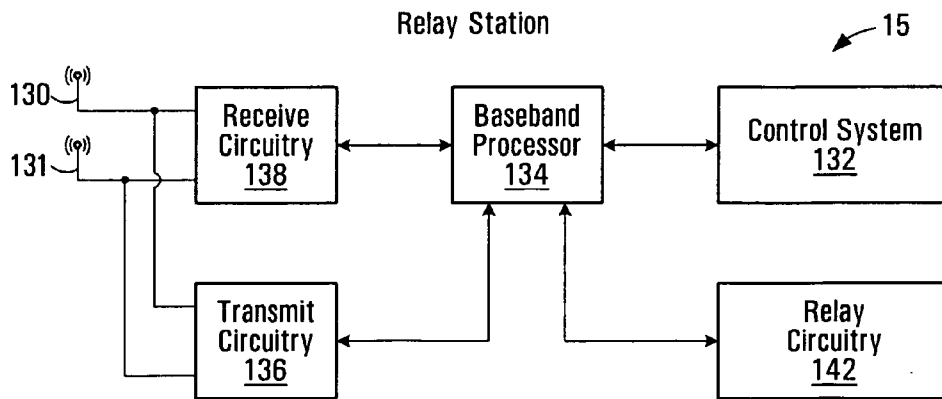 Relay Station
15
130
131
Receive
Circuitry
138
Baseband
Processor
134
Control System
132
Transmit
Circuitry
136
Relay
Circuitry
142